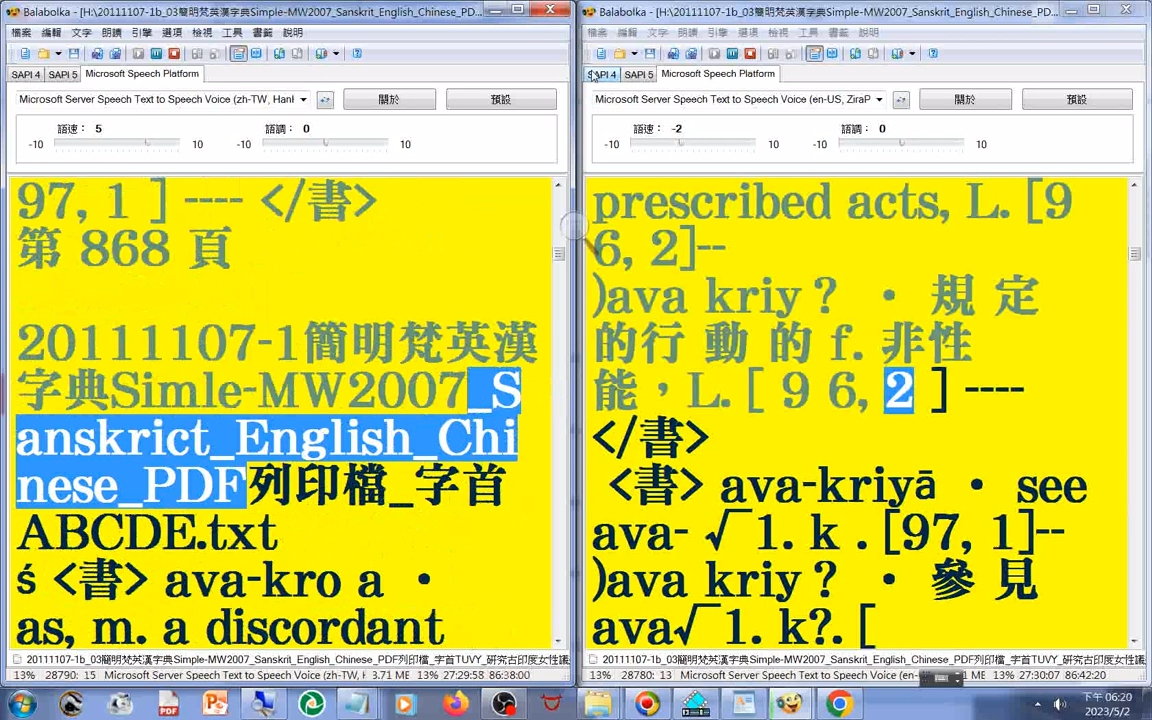 Balabolka - [H:\20111107-1b_03簡明梵英漢字典Simple-MW2007_Sanskrit_English_Chinese_PD...
檔案 編輯 文字 朗讀 引擎 選項 檢視 工具 書籤 說明
SAPI 4 SAPI 5 Microsoft Speech Platform
Microsoft Server Speech Text to Speech Voice (zh-TW, Hanl 關於 預設
語速： 5 語調： 0
-10 10 -10 10
97, 1 ] ---- </書>
第 868 頁
20111107-1簡明梵英漢
字典Simle-MW2007_S
anskrict_English_Chi
nese_PDF列印檔_字首
ABCDE.txt
ś <書> ava-kro a •
as, m. a discordant
20111107-1b_03簡明梵英漢字典Simple-MW2007_Sanskrit_English_Chinese_PDF列印檔_字首TUVY_研究古印度女性議
13% 28790: 15 Microsoft Server Speech Text to Speech Voice (zh-TW, H 3.71 MB 13% 27:29:58 86:38:00
Balabolka - [H:\20111107-1b_03簡明梵英漢字典Simple-MW2007_Sanskrit_English_Chinese_PD...
檔案 編輯 文字 朗讀 引擎 選項 檢視 工具 書籤 說明
SAPI 4 SAPI 5 Microsoft Speech Platform
Microsoft Server Speech Text to Speech Voice (en-US, ZiraP 關於 預設
語速： -2 語調： 0
-10 10 -10 10
prescribed acts, L. [9
6, 2]--
)ava kriy？ • 規 定
的行 動 的 f. 非性
能，L. [ 9 6, 2 ] ----
</書>
<書> ava-kriyā • see
ava- √1. k . [97, 1]--
)ava kriy？ • 參 見
ava√1. k?. [
20111107-1b_03簡明梵英漢字典Simple-MW2007_Sanskrit_English_Chinese_PDF列印檔_字首TUVY_研究古印度女性議
13% 28780: 13 Microsoft Server Speech Text to Speech Voice (en-US 13% 27:30:07 86:42:20
PDF
下午 06:20
2023/5/2